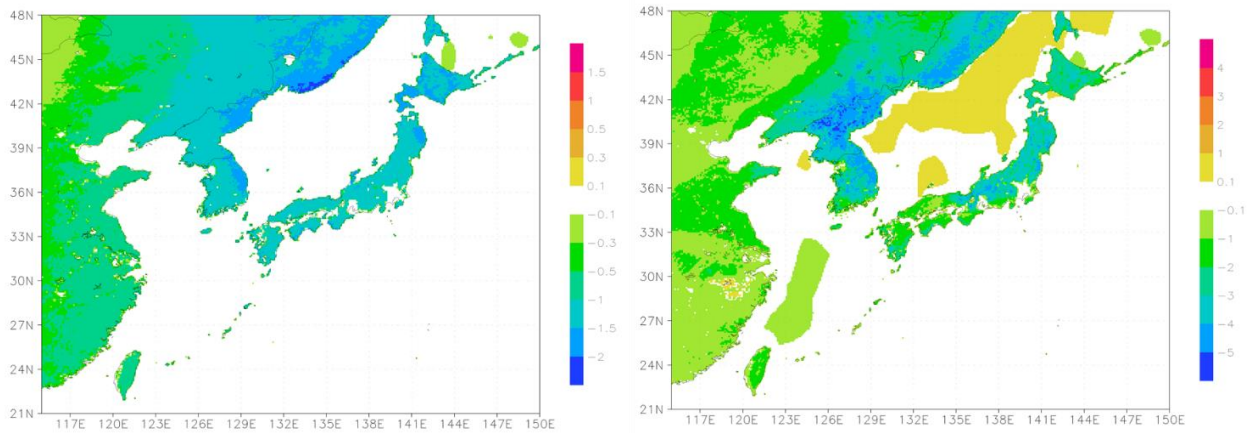 48N
45N
42N
39N
36N
33N
30N
27N
24N
21N
117E 120E 123E 126E 129E 132E 135E 138E 141E 144E 147E 150E
1.5
1
0.5
0.3
0.1
-0.1
-0.3
-0.5
-1
-1.5
-2
48N
45N
42N
39N
36N
33N
30N
27N
24N
21N
117E 120E 123E 126E 129E 132E 135E 138E 141E 144E 147E 150E
4
3
2
1
0.1
-0.1
-1
-2
-3
-4
-5